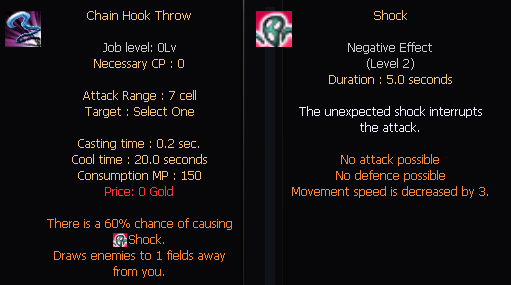 Chain Hook Throw
Job level: 0Lv
Necessary CP : 0
Attack Range : 7 cell
Target : Select One
Casting time : 0.2 sec.
Cool time : 20.0 seconds
Consumption MP : 150
Price: 0 Gold
There is a 60% chance of causing
Shock.
Draws enemies to 1 fields away
from you.
Shock
Negative Effect
(Level 2)
Duration : 5.0 seconds
The unexpected shock interrupts
the attack.
No attack possible
No defence possible
Movement speed is decreased by 3.